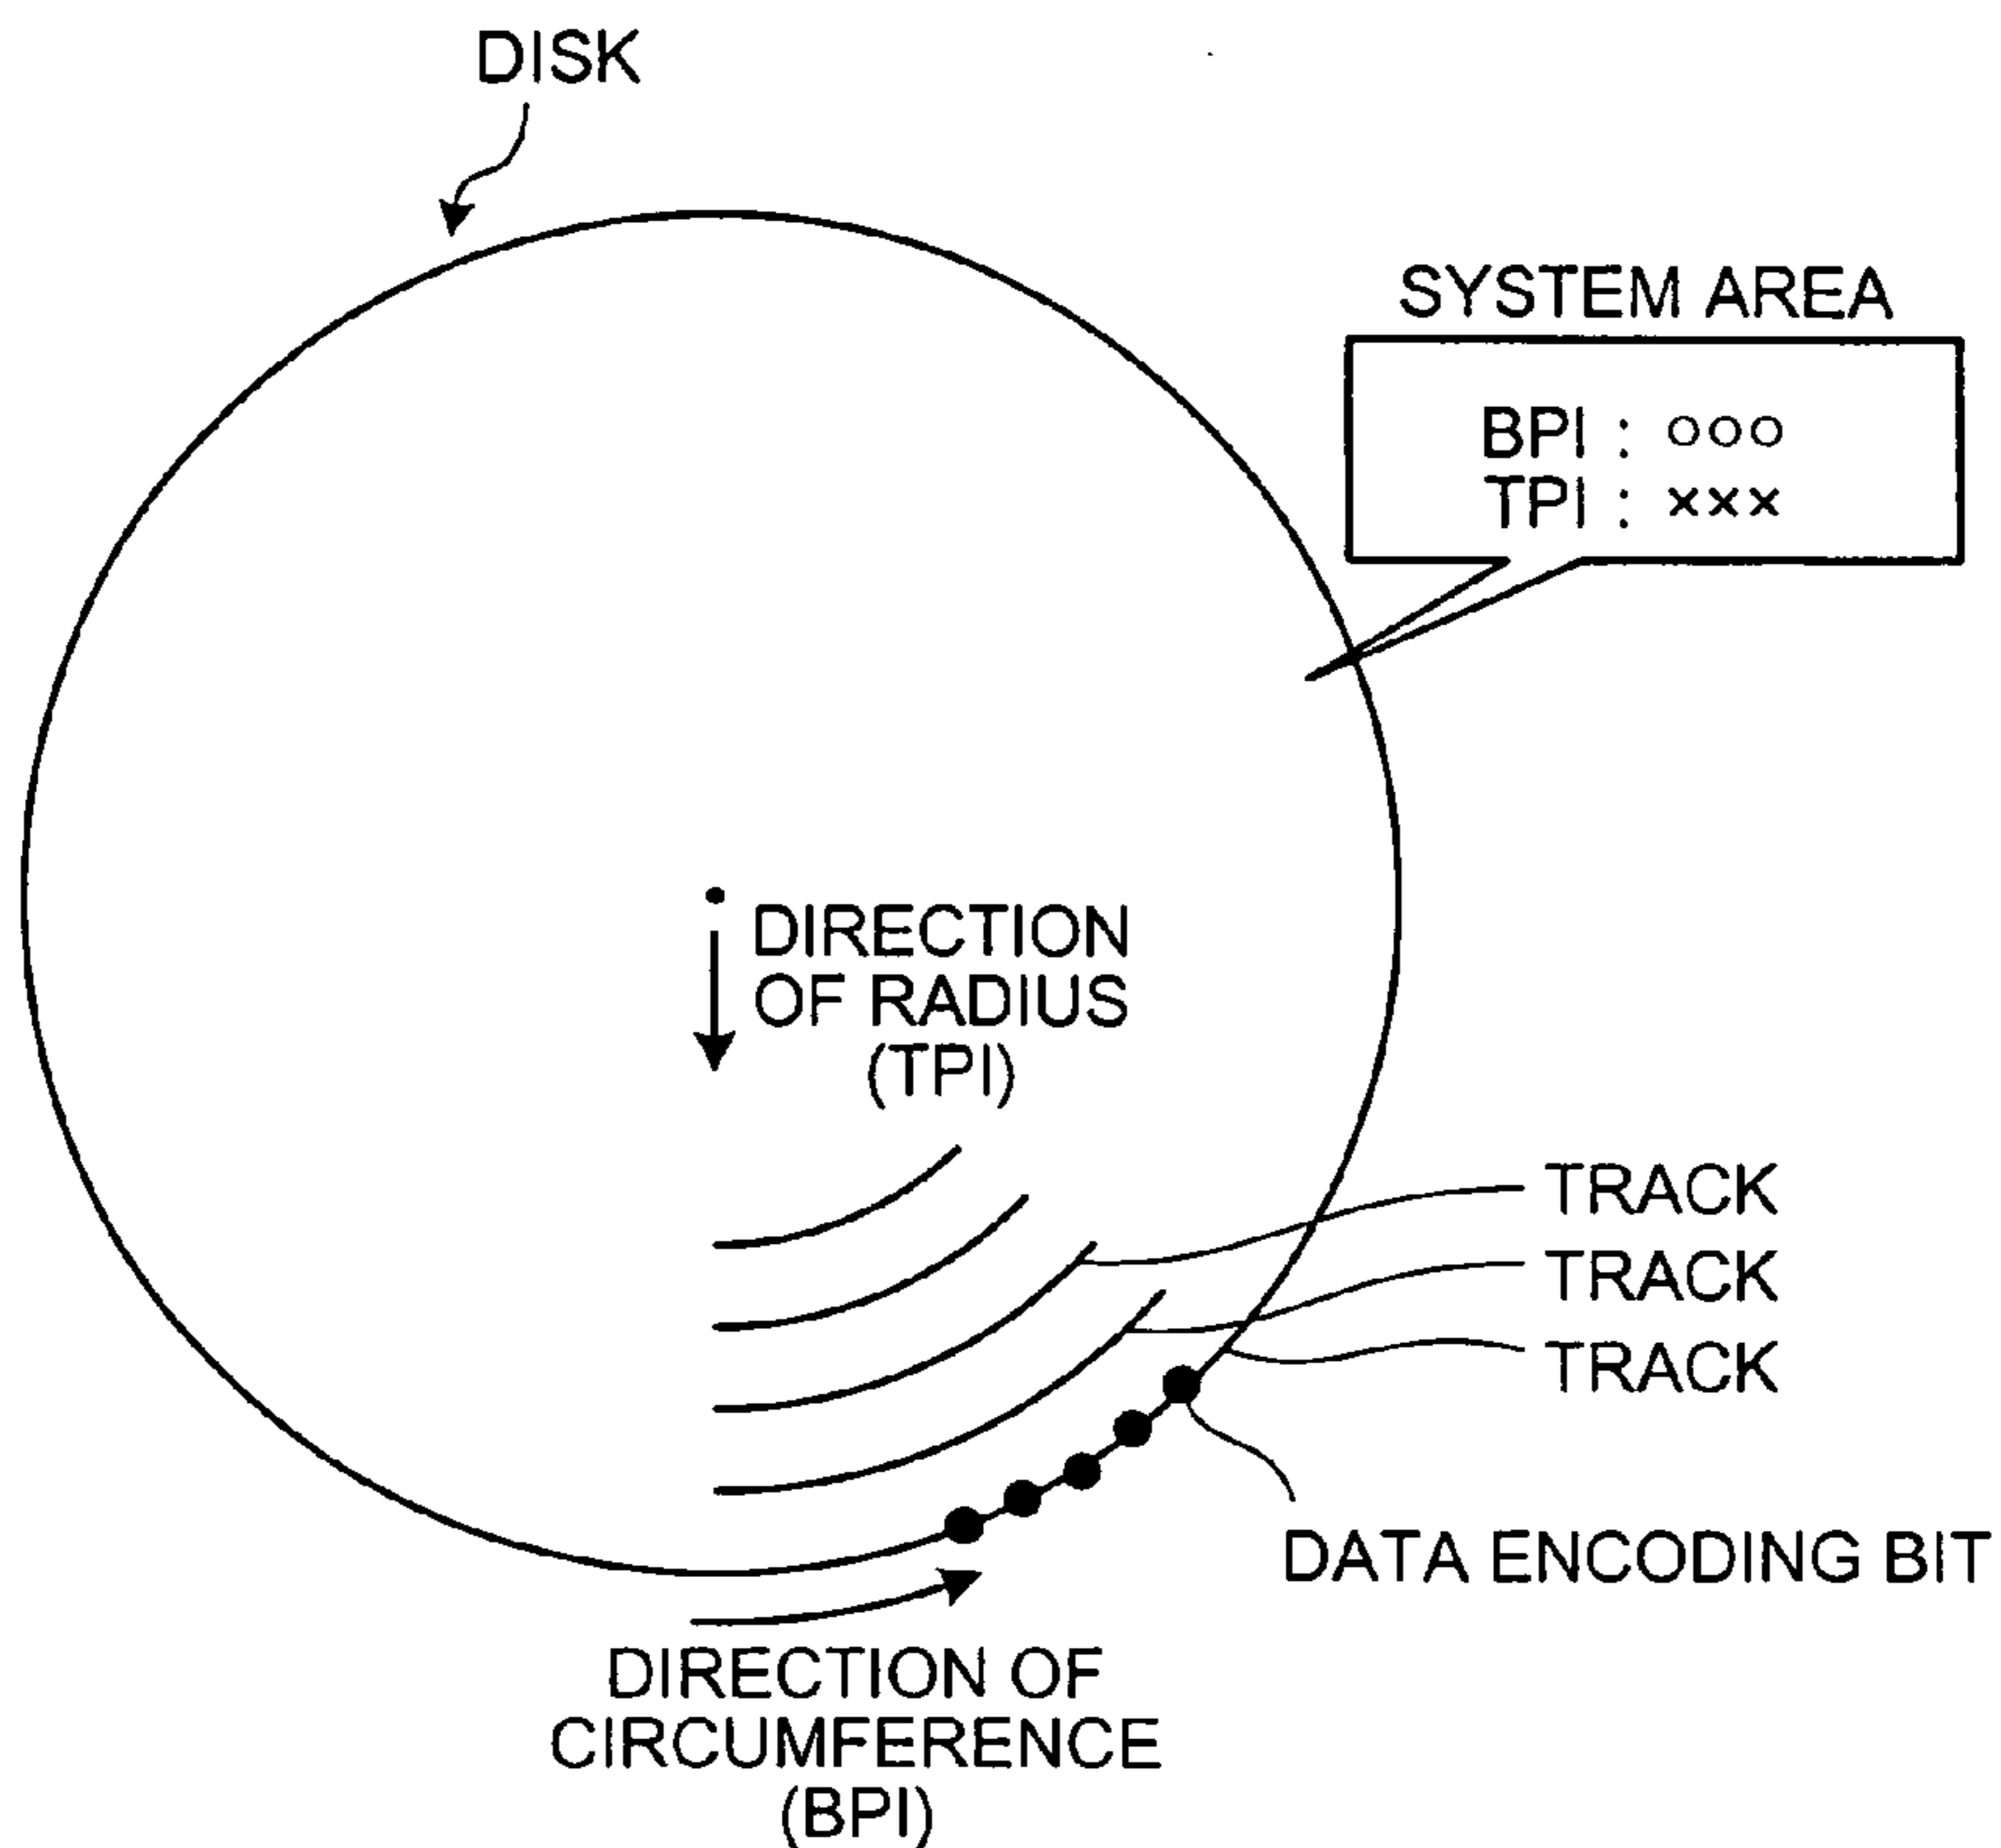 DISK
SYSTEM AREA
BPI : ○○○
TPI : ×××
DIRECTION
OF RADIUS
(TPI)
TRACK
TRACK
TRACK
DATA ENCODING BIT
DIRECTION OF
CIRCUMFERENCE
(BPI)